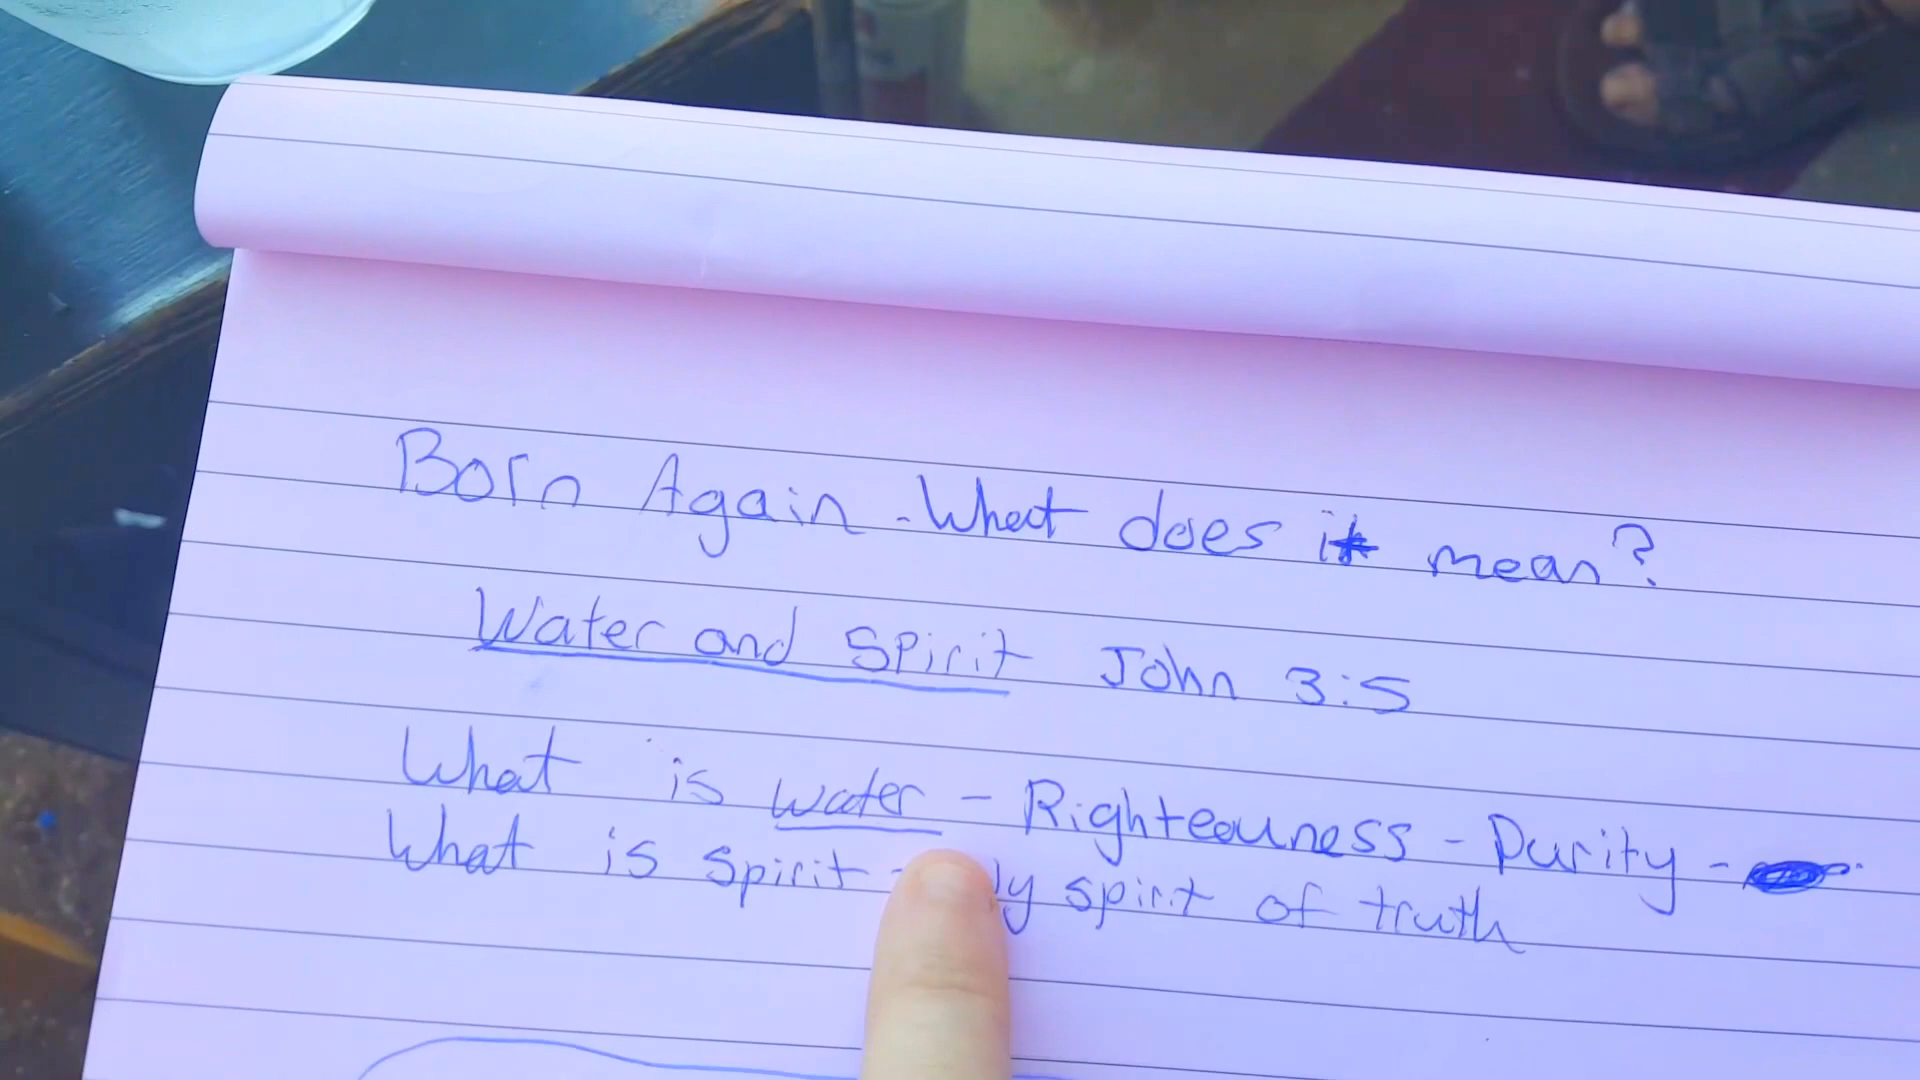 Born Again - What does it mean?
Water and Spirit John 3:5
What is water - Righteouness - Purity -
What is spirit - spirit of truth